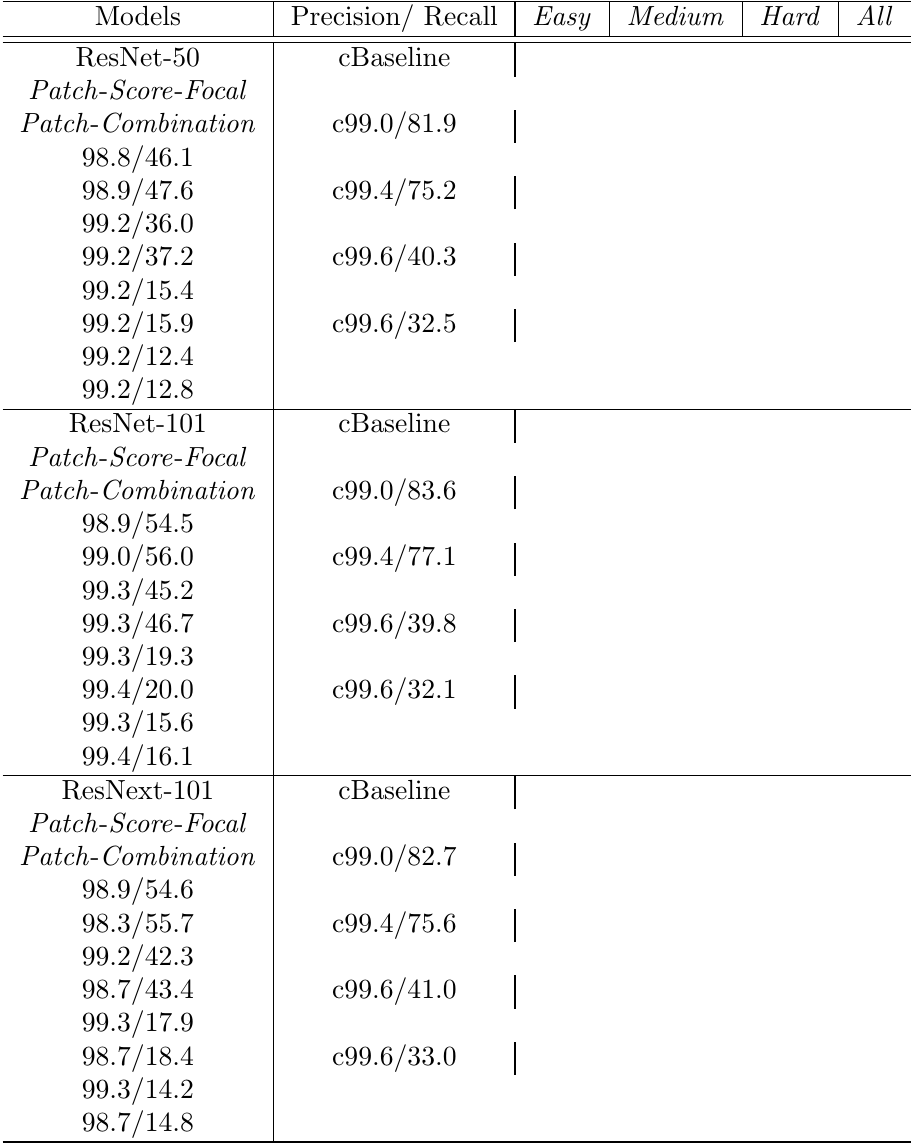 Models Precision/ Recall Easy Medium Hard All
ResNet-50 cBaseline
Patch-Score-Focal
Patch-Combination c99.0/81.9
98.8/46.1
98.9/47.6 c99.4/75.2
99.2/36.0
99.2/37.2 c99.6/40.3
99.2/15.4
99.2/15.9 c99.6/32.5
99.2/12.4
99.2/12.8
ResNet-101 cBaseline
Patch-Score-Focal
Patch-Combination c99.0/83.6
98.9/54.5
99.0/56.0 c99.4/77.1
99.3/45.2
99.3/46.7 c99.6/39.8
99.3/19.3
99.4/20.0 c99.6/32.1
99.3/15.6
99.4/16.1
ResNext-101 cBaseline
Patch-Score-Focal
Patch-Combination c99.0/82.7
98.9/54.6
98.3/55.7 c99.4/75.6
99.2/42.3
98.7/43.4 c99.6/41.0
99.3/17.9
98.7/18.4 c99.6/33.0
99.3/14.2
98.7/14.8